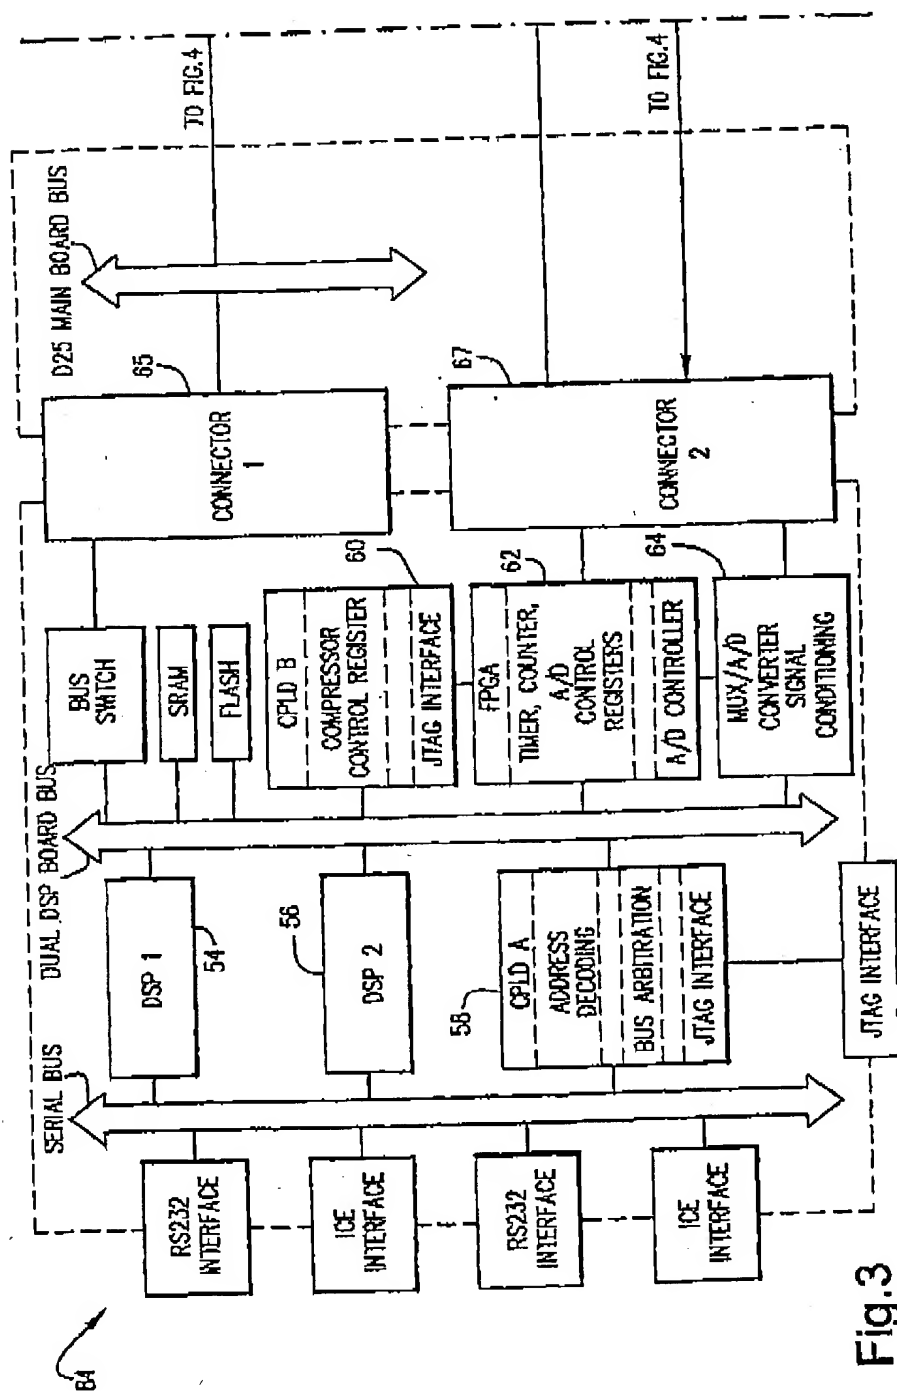 84
RS232
INTERFACE
ICE
INTERFACE
RS232
INTERFACE
ICE
INTERFACE
SERIAL BUS
DSP 1
54
56
DSP 2
58
CPLD A
ADDRESS
DECODING
BUS ARBITRATION
JTAG INTERFACE
JTAG INTERFACE
DUAL DSP BOARD BUS
BUS
SWITCH
SRAM
FLASH
CPLD B
COMPRESSOR
CONTROL REGISTER
JTAG INTERFACE
60
FPGA
TIMER, COUNTER,
A/D
CONTROL
REGISTERS
A/D CONTROLLER
62
MUX/A/D
CONVERTER
SIGNAL
CONDITIONING
64
CONNECTOR
1
65
CONNECTOR
2
67
D25 MAIN BOARD BUS
TO FIG.4
TO FIG.4
Fig.3